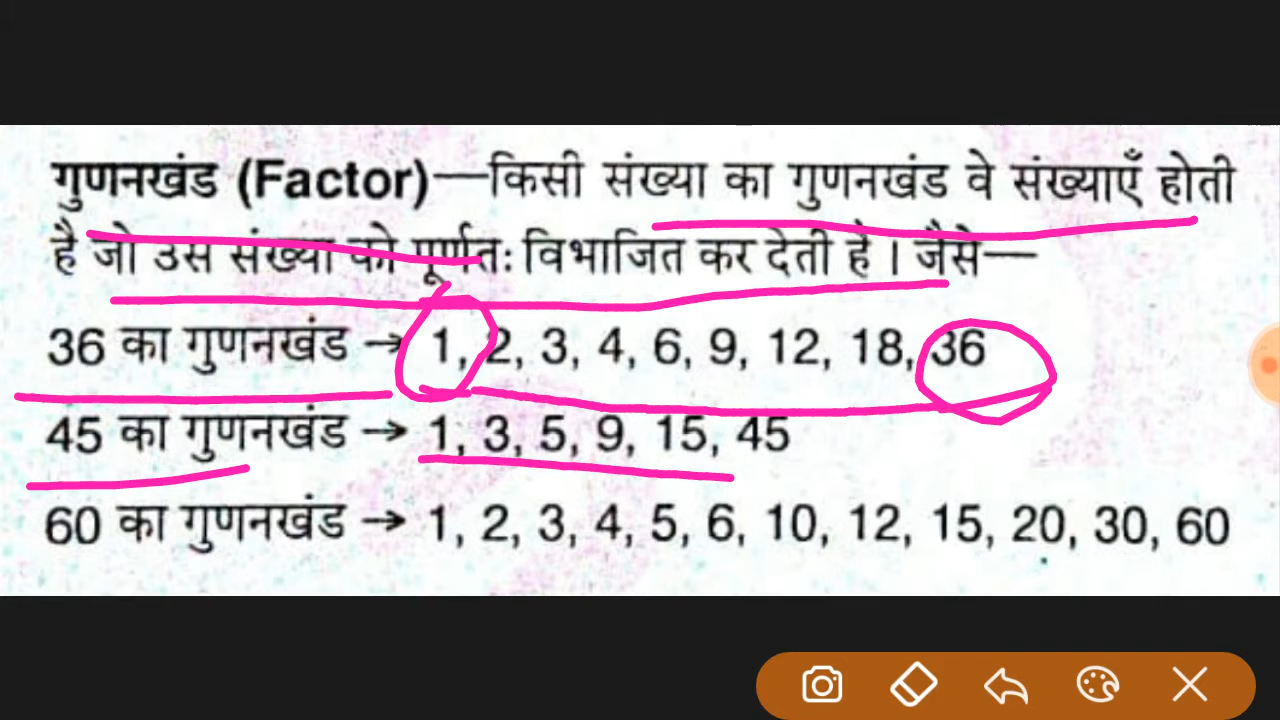 गुणनखंड (Factor)—किसी संख्या का गुणनखंड वे संख्याएँ होती
है जो उस संख्या को पूर्णतः विभाजित कर देती है । जैसे—
36 का गुणनखंड → 1, 2, 3, 4, 6, 9, 12, 18, 36
45 का गुणनखंड → 1, 3, 5, 9, 15, 45
60 का गुणनखंड → 1, 2, 3, 4, 5, 6, 10, 12, 15, 20, 30, 60